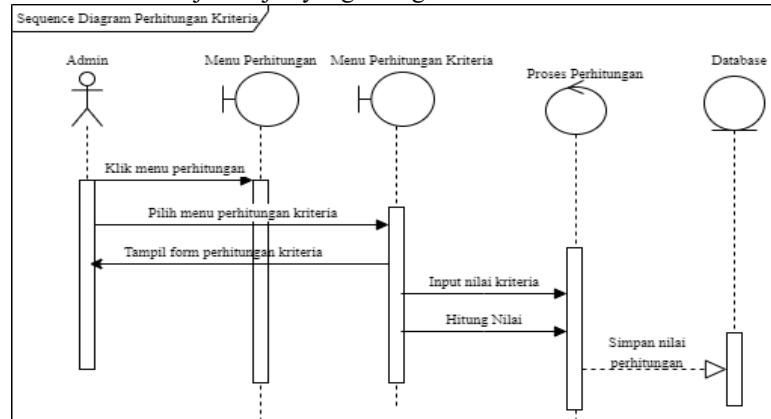 Sequence Diagram Perhitungan Kriteria
Admin
Menu Perhitungan
Menu Perhitungan Kriteria
Proses Perhitungan
Database
Klik menu perhitungan
Pilih menu perhitungan kriteria
Tampil form perhitungan kriteria
Input nilai kriteria
Hitung Nilai
Simpan nilai
perhitungan